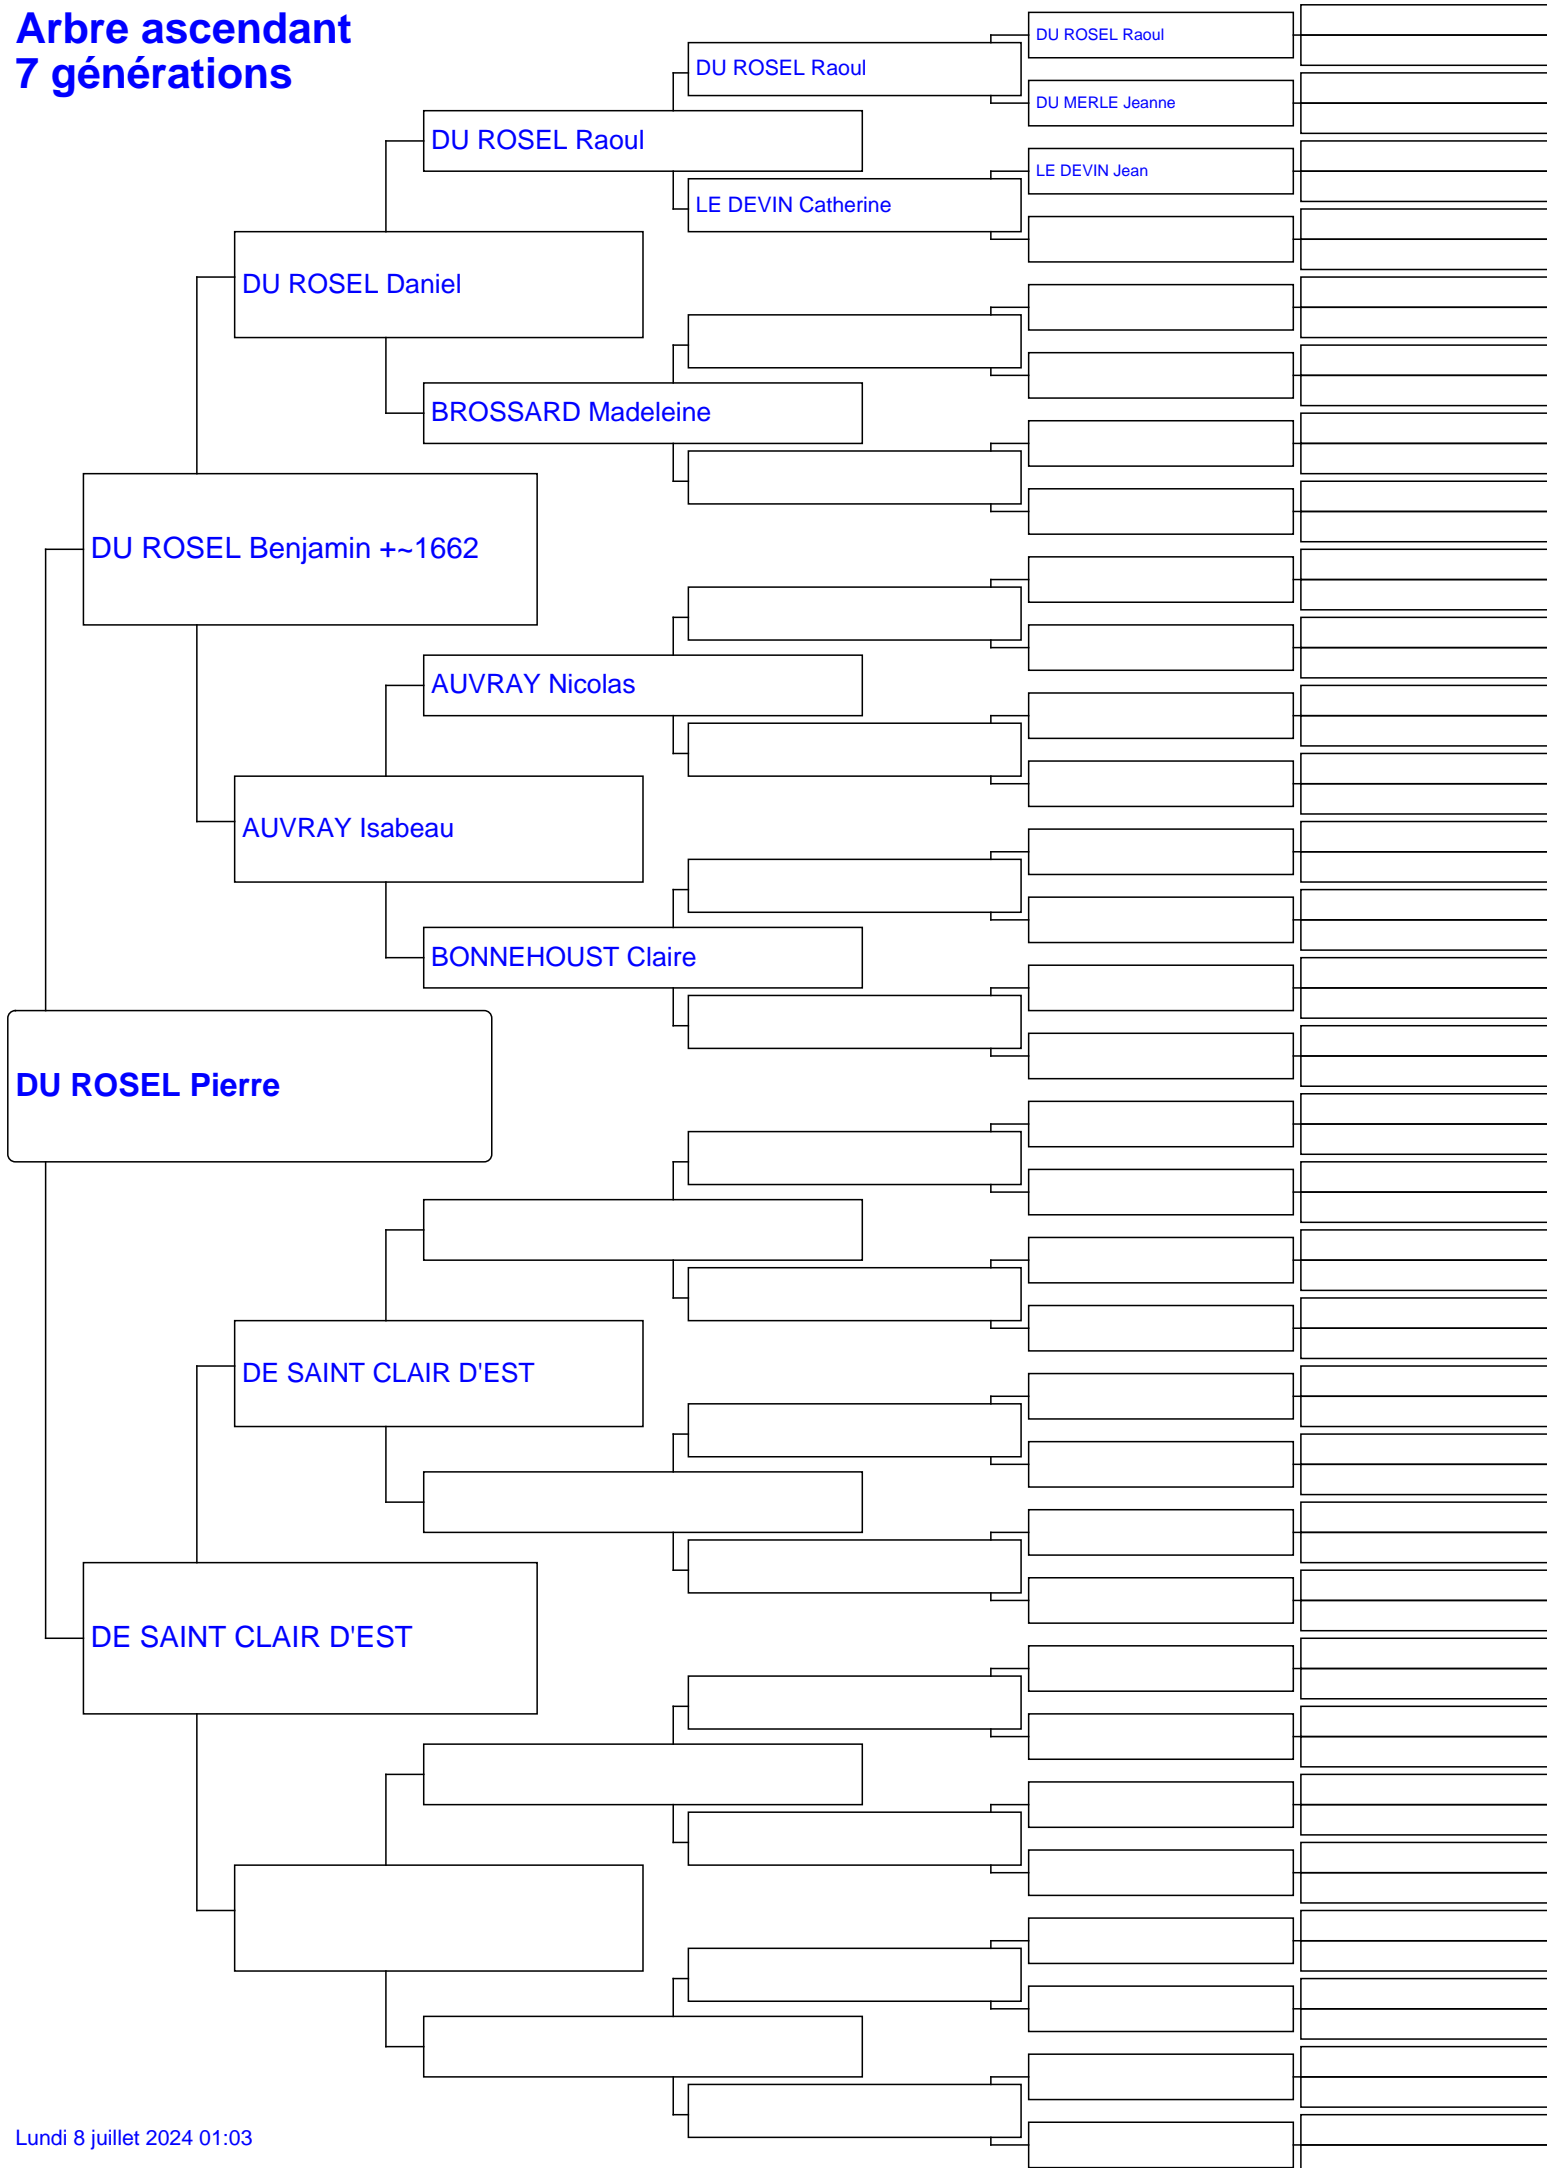 Arbre ascendant
7 générations
DU ROSEL Raoul
DU ROSEL Raoul
DU MERLE Jeanne
DU ROSEL Raoul
LE DEVIN Jean
LE DEVIN Catherine
DU ROSEL Daniel
BROSSARD Madeleine
DU ROSEL Benjamin +~1662
AUVRAY Nicolas
AUVRAY Isabeau
BONNEHOUST Claire
DU ROSEL Pierre
DE SAINT CLAIR D'EST
DE SAINT CLAIR D'EST
Lundi 8 juillet 2024 01:03